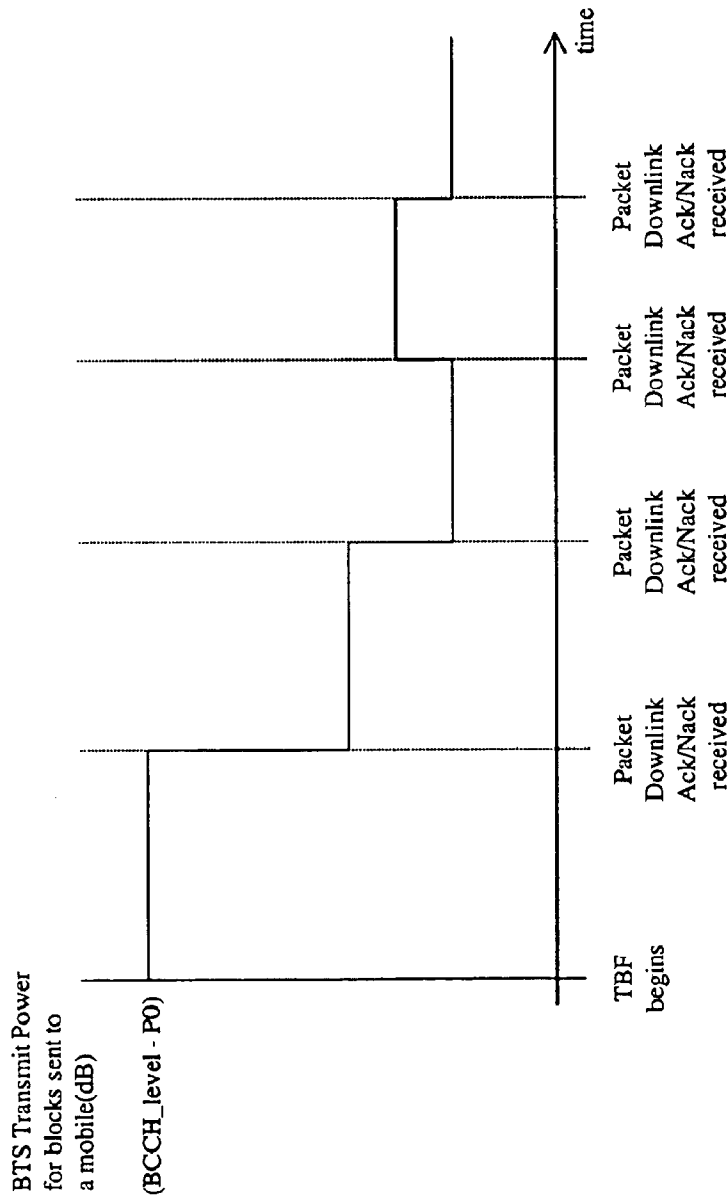 BTS Transmit Power
for blocks sent to
a mobile(dB)
(BCCH_level - P0)
time
TBF
begins
Packet
Downlink
Ack/Nack
received
Packet
Downlink
Ack/Nack
received
Packet
Downlink
Ack/Nack
received
Packet
Downlink
Ack/Nack
received